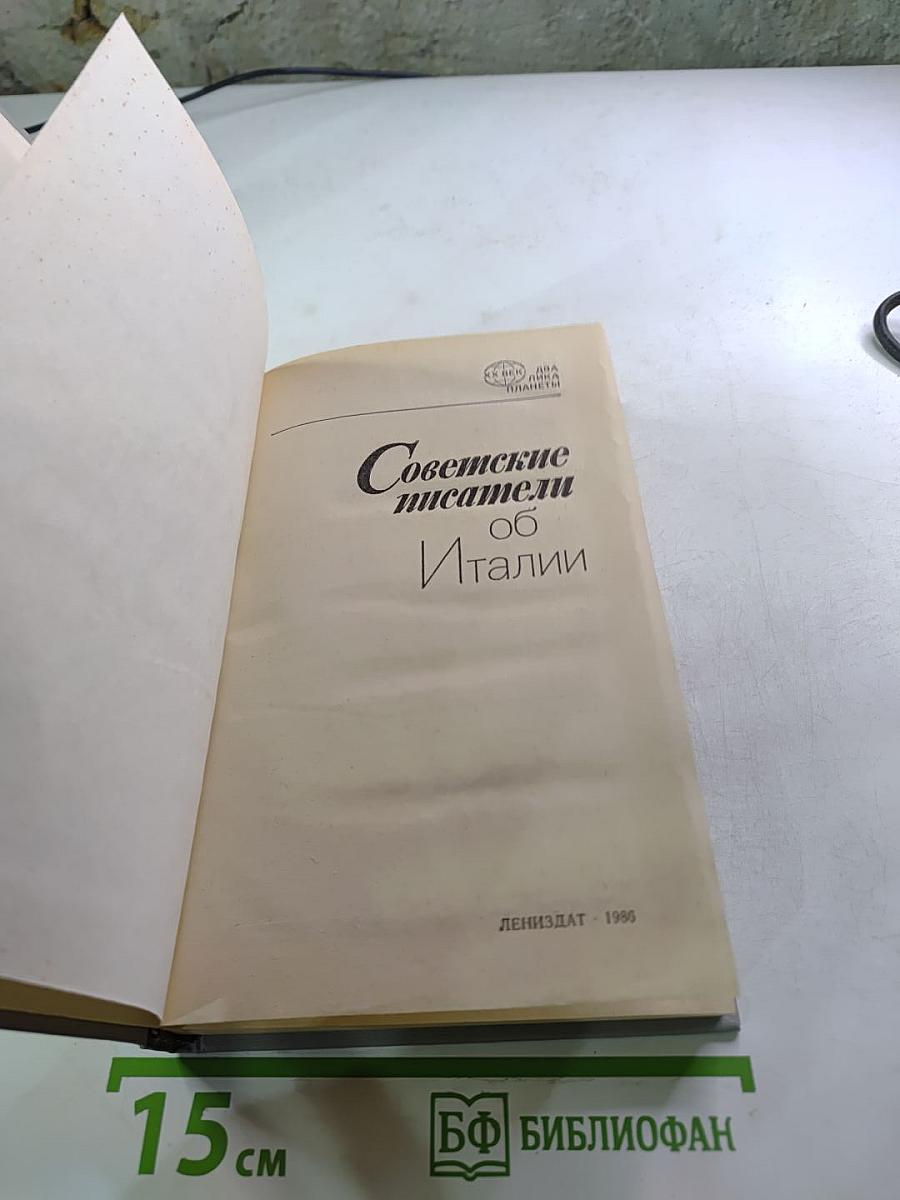 XX ВЕК
ДВА
ЛИКА
ПЛАНЕТЫ
Советские
писатели
об
Италии
ЛЕНИЗДАТ · 1986
15 см
БФ БИБЛИОФАН